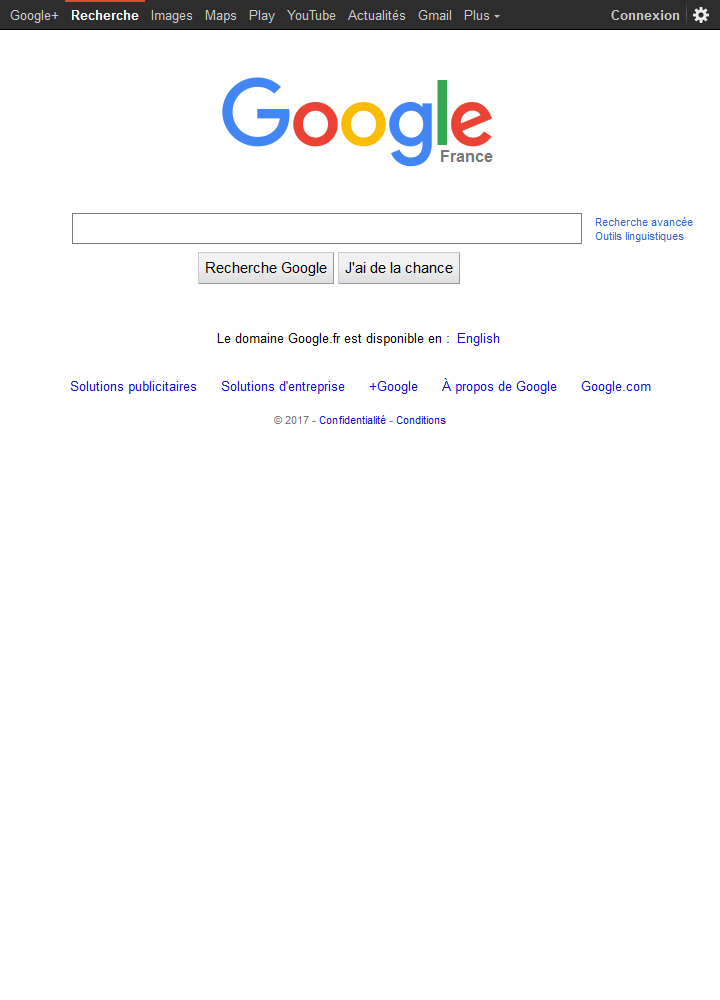 Google+ Recherche Images Maps Play YouTube Actualités Gmail Plus Connexion
Google
France
Recherche avancée
Outils linguistiques
Recherche Google J'ai de la chance
Le domaine Google.fr est disponible en : English
Solutions publicitaires Solutions d'entreprise +Google À propos de Google Google.com
© 2017 - Confidentialité - Conditions